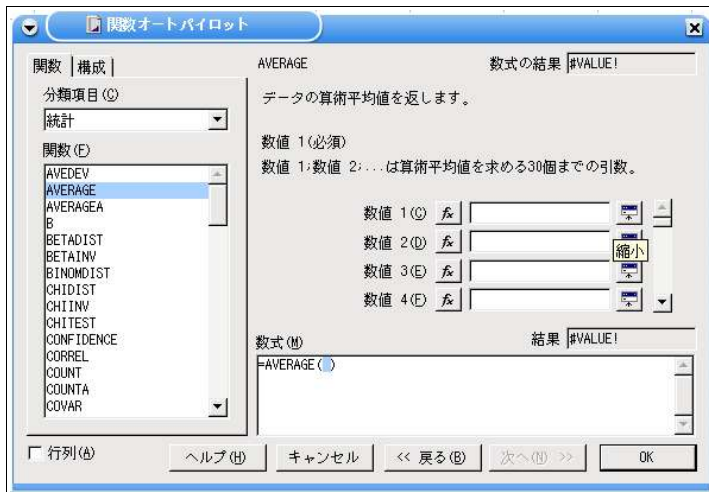 関数オートパイロット
関数
構成
分類項目(C)
統計
関数(F)
AVEDEV
AVERAGE
AVERAGEA
B
BETADIST
BETAINV
BINOMDIST
CHIDIST
CHIINV
CHITEST
CONFIDENCE
CORREL
COUNT
COUNTA
COVAR
AVERAGE
数式の結果 #VALUE!
データの算術平均値を返します。
数値 1(必須)
数値 1;数値 2;...は算術平均値を求める30個までの引数。
数値 1(C) fx
数値 2(D) fx
縮小
数値 3(E) fx
数値 4(F) fx
数式(M)
結果 #VALUE!
=AVERAGE( )
行列(A)
ヘルプ(H)
キャンセル
<< 戻る(B)
次へ(N) >>
OK